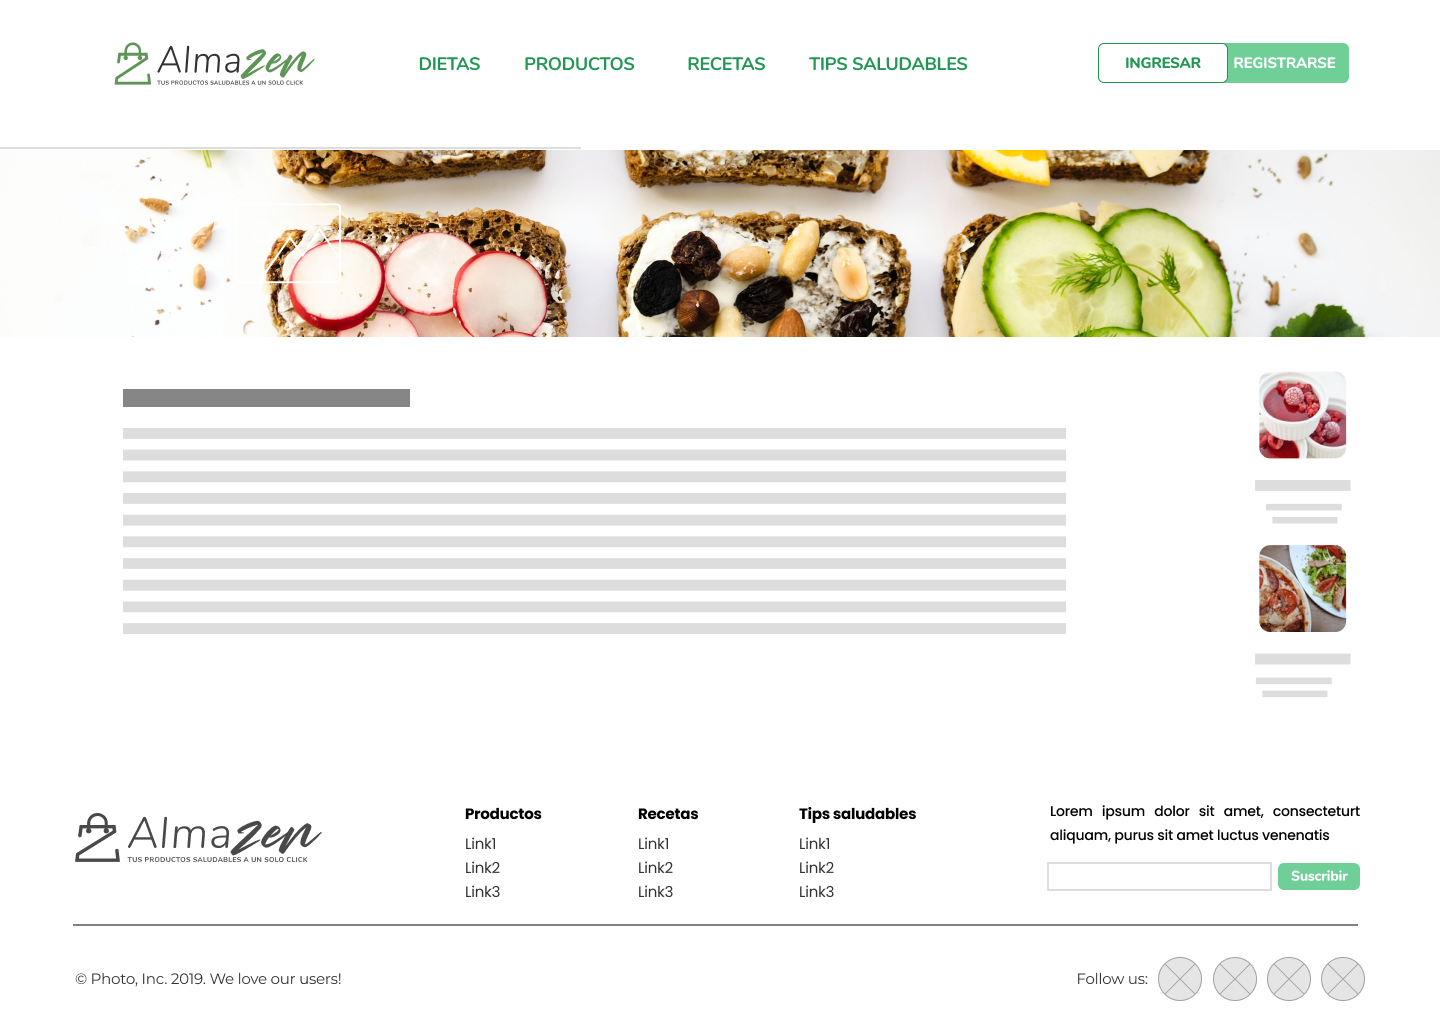 Almazen
TUS PRODUCTOS SALUDABLES A UN SOLO CLICK
DIETAS PRODUCTOS RECETAS TIPS SALUDABLES
INGRESAR REGISTRARSE
Almazen
TUS PRODUCTOS SALUDABLES A UN SOLO CLICK
Productos
Link1
Link2
Link3
Recetas
Link1
Link2
Link3
Tips saludables
Link1
Link2
Link3
Lorem ipsum dolor sit amet, consecteturt
aliquam, purus sit amet luctus venenatis
Suscribir
© Photo, Inc. 2019. We love our users!
Follow us: